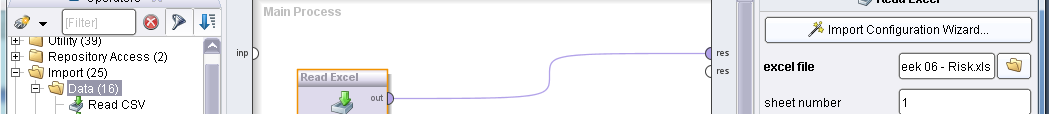 Operators
[Filter]
Utility (39)
Repository Access (2)
Import (25)
Data (16)
Read CSV
Main Process
inp
Read Excel
out
res
res
Read Excel
Import Configuration Wizard...
excel file
eek 06 - Risk.xls
sheet number
1